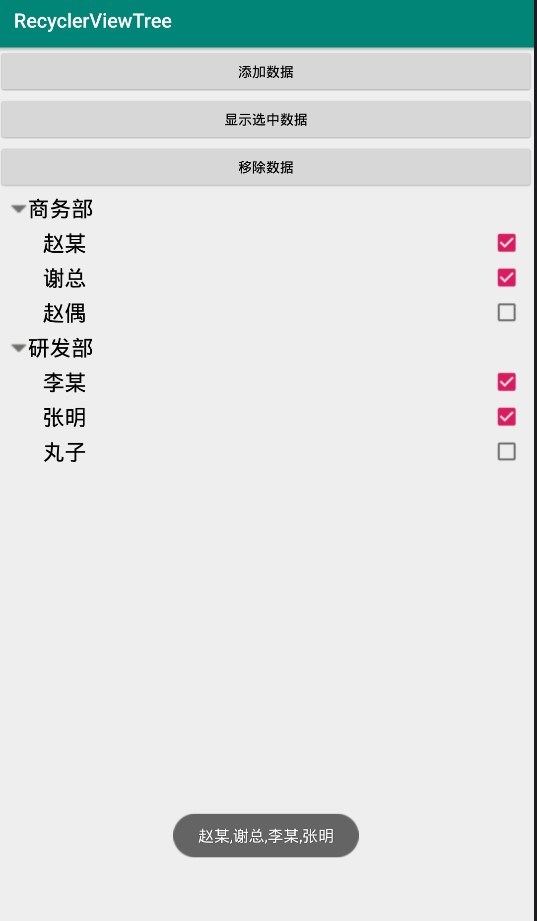 RecyclerViewTree
添加数据
显示选中数据
移除数据
商务部
赵某
谢总
赵偶
研发部
李某
张明
丸子
赵某,谢总,李某,张明